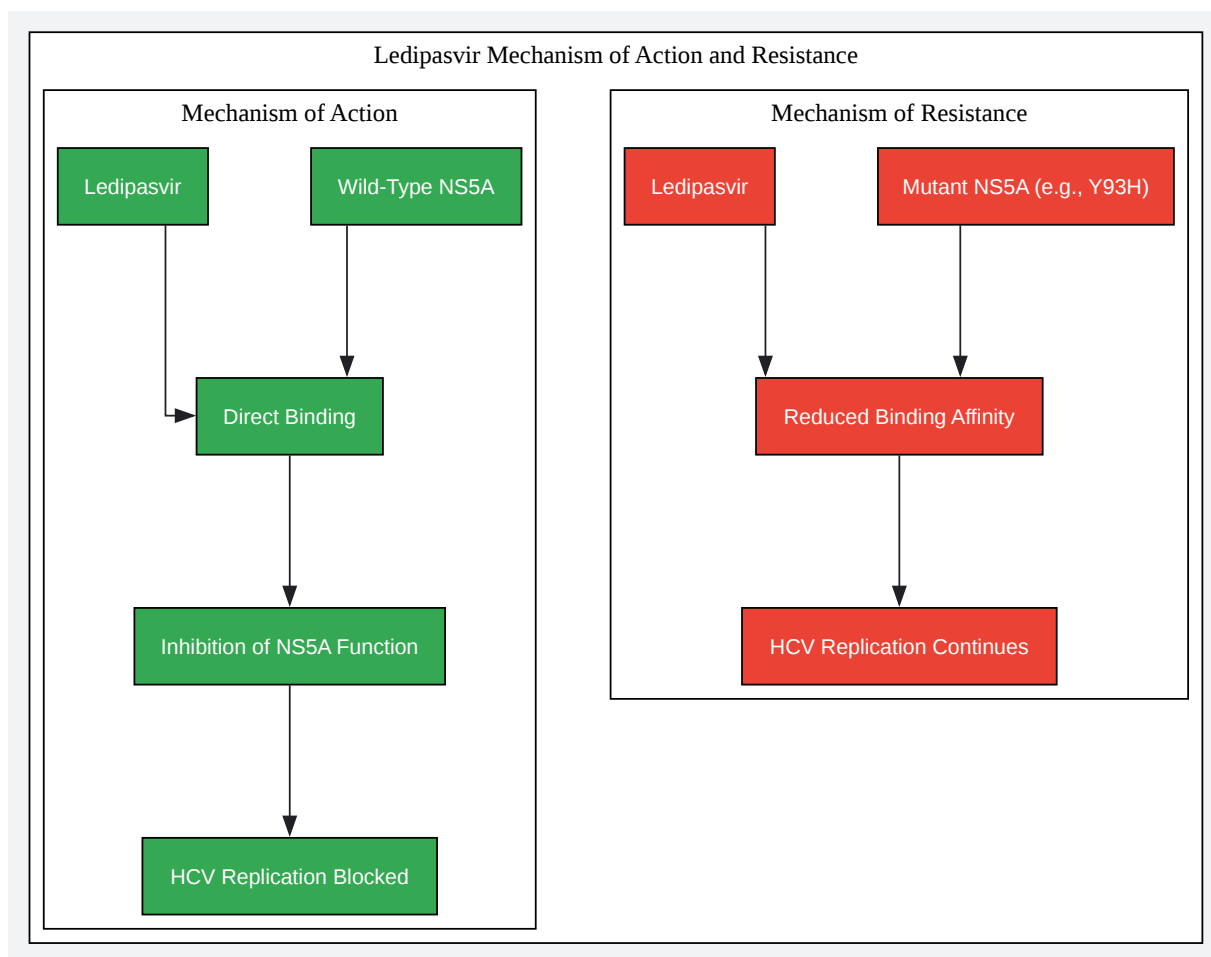 Ledipasvir Mechanism of Action and Resistance
Mechanism of Action
Ledipasvir
Wild-Type NS5A
Direct Binding
Inhibition of NS5A Function
HCV Replication Blocked
Mechanism of Resistance
Ledipasvir
Mutant NS5A (e.g., Y93H)
Reduced Binding Affinity
HCV Replication Continues